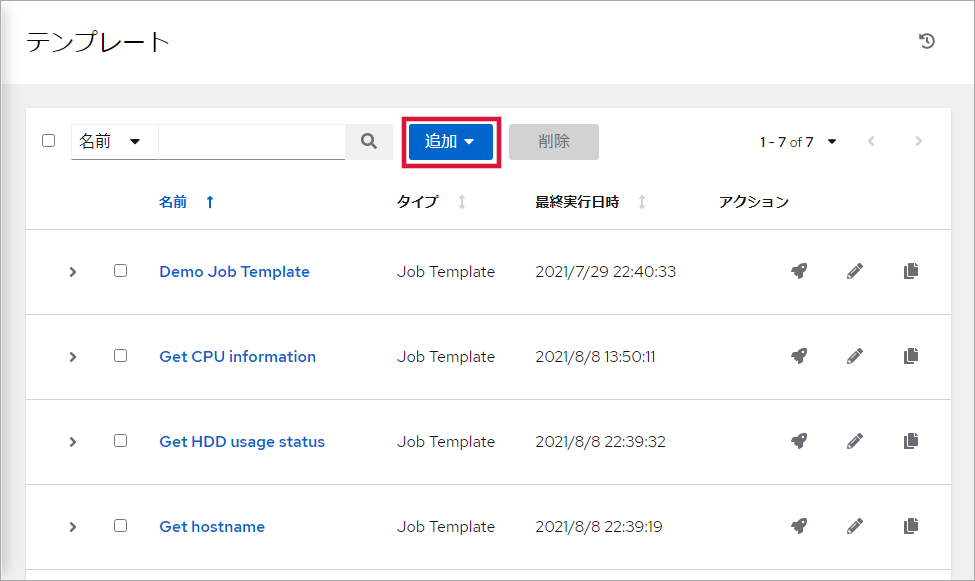 テンプレート
名前 追加 削除 1 - 7 of 7
名前 タイプ 最終実行日時 アクション
Demo Job Template Job Template 2021/7/29 22:40:33
Get CPU information Job Template 2021/8/8 13:50:11
Get HDD usage status Job Template 2021/8/8 22:39:32
Get hostname Job Template 2021/8/8 22:39:19